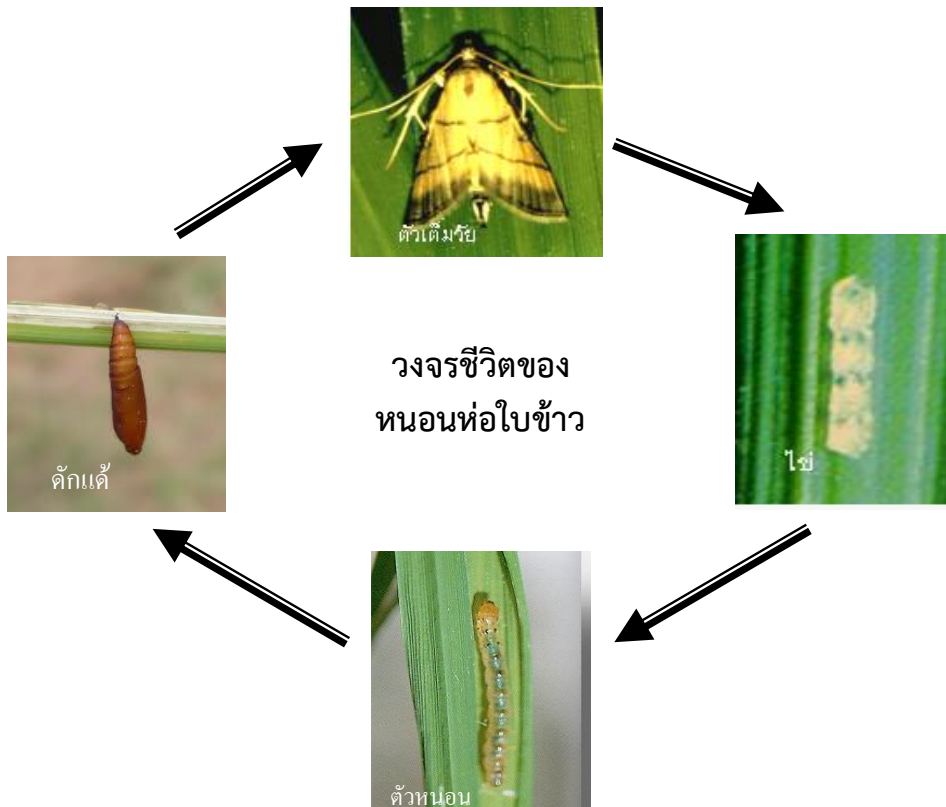 ตัวเต็มวัย
ไข่
วงจรชีวิตของ
หนอนห่อใบข้าว
ดักแด้
ตัวหนอน